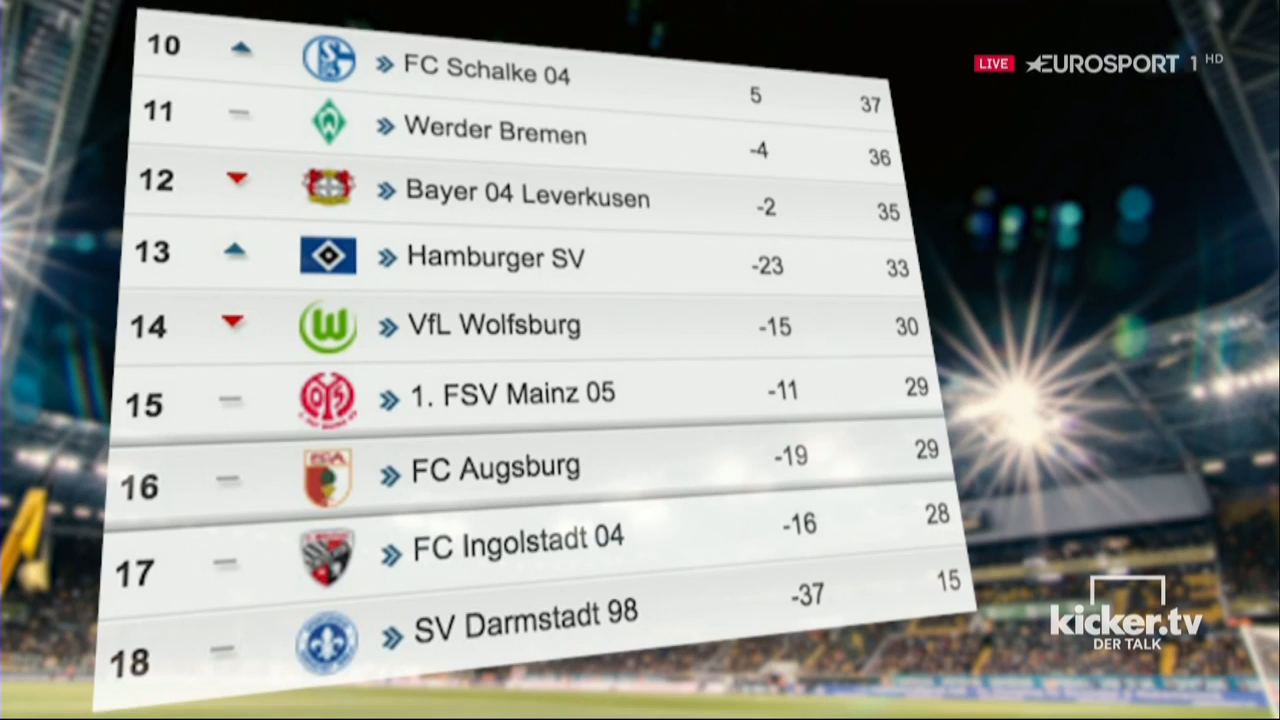 10 FC Schalke 04 5 37
11 Werder Bremen -4 36
12 Bayer 04 Leverkusen -2 35
13 Hamburger SV -23 33
14 VfL Wolfsburg -15 30
15 1. FSV Mainz 05 -11 29
16 FC Augsburg -19 29
17 FC Ingolstadt 04 -16 28
18 SV Darmstadt 98 -37 15
LIVE EUROSPORT 1 HD
kicker.tv
DER TALK